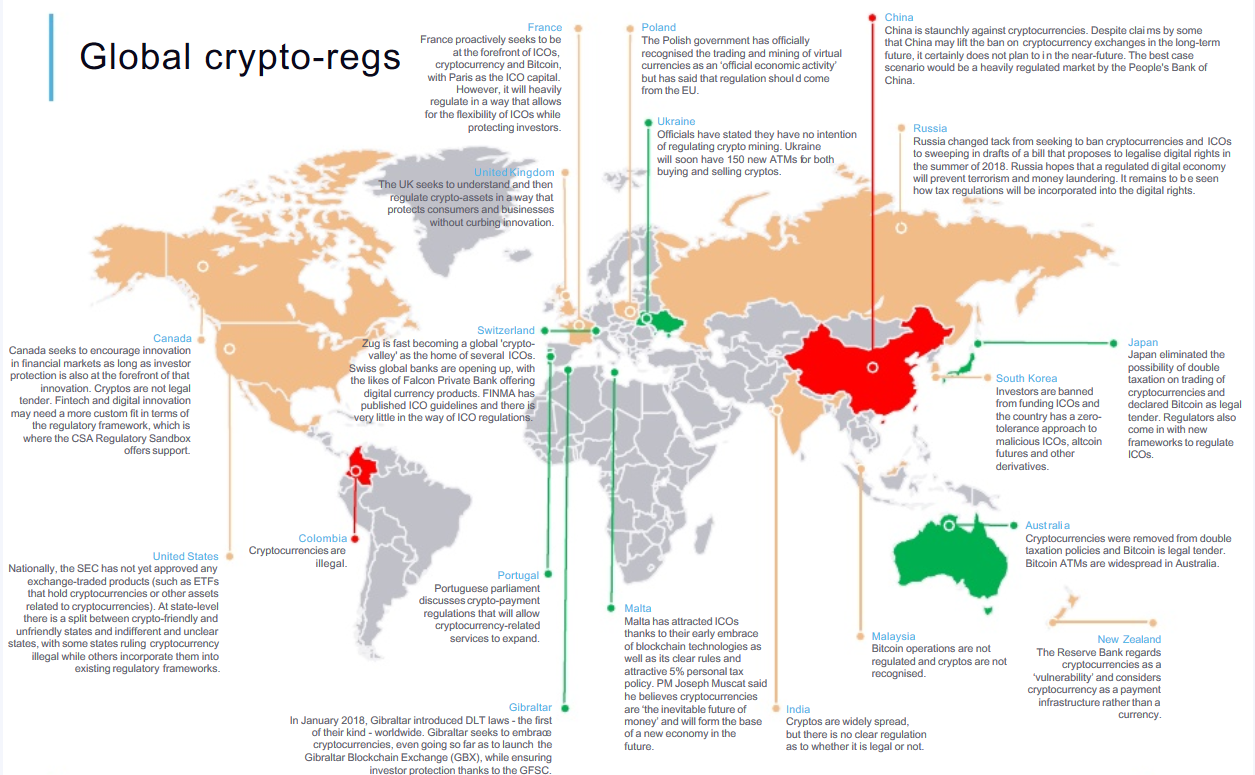 Global crypto-regs
France
France proactively seeks to be
at the forefront of ICOs,
cryptocurrency and Bitcoin,
with Paris as the ICO capital.
However, it will heavily
regulate in a way that allows
for the flexibility of ICOs while
protecting investors.
Poland
The Polish government has officially
recognised the trading and mining of virtual
currencies as an 'official economic activity'
but has said that regulation should come
from the EU.
China
China is staunchly against cryptocurrencies. Despite claims by some
that China may lift the ban on cryptocurrency exchanges in the long-term
future, it certainly does not plan to in the near-future. The best case
scenario would be a heavily regulated market by the People's Bank of
China.
Ukraine
Officials have stated they have no intention
of regulating crypto mining. Ukraine
will soon have 150 new ATMs for both
buying and selling cryptos.
Russia
Russia changed tack from seeking to ban cryptocurrencies and ICOs
to sweeping in drafts of a bill that proposes to legalise digital rights in
the summer of 2018. Russia hopes that a regulated digital economy
will prevent terrorism and money laundering. It remains to be seen
how tax regulations will be incorporated into the digital rights.
United Kingdom
The UK seeks to understand and then
regulate crypto-assets in a way that
protects consumers and businesses
without curbing innovation.
Canada
Canada seeks to encourage innovation
in financial markets as long as investor
protection is also at the forefront of that
innovation. Cryptos are not legal
tender. Fintech and digital innovation
may need a more custom fit in terms of
the regulatory framework, which is
where the CSA Regulatory Sandbox
offers support.
Switzerland
Zug is fast becoming a global 'crypto-
valley' as the home of several ICOs.
Swiss global banks are opening up, with
the likes of Falcon Private Bank offering
digital currency products. FINMA has
published ICO guidelines and there is
very little in the way of ICO regulations.
Japan
Japan eliminated the
possibility of double
taxation on trading of
cryptocurrencies and
declared Bitcoin as legal
tender. Regulators also
come in with new
frameworks to regulate
ICOs.
South Korea
Investors are banned
from funding ICOs and
the country has a zero-
tolerance approach to
malicious ICOs, altcoin
futures and other
derivatives.
Colombia
Cryptocurrencies are
illegal.
Australia
Cryptocurrencies were removed from double
taxation policies and Bitcoin is legal tender.
Bitcoin ATMs are widespread in Australia.
United States
Nationally, the SEC has not yet approved any
exchange-traded products (such as ETFs
that hold cryptocurrencies or other assets
related to cryptocurrencies). At state-level
there is a split between crypto-friendly and
unfriendly states and indifferent and unclear
states, with some states ruling cryptocurrency
illegal while others incorporate them into
existing regulatory frameworks.
Portugal
Portuguese parliament
discusses crypto-payment
regulations that will allow
cryptocurrency-related
services to expand.
Malta
Malta has attracted ICOs
thanks to their early embrace
of blockchain technologies as
well as its clear rules and
attractive 5% personal tax
policy. PM Joseph Muscat said
he believes cryptocurrencies
are 'the inevitable future of
money' and will form the base
of a new economy in the
future.
Malaysia
Bitcoin operations are not
regulated and cryptos are not
recognised.
New Zealand
The Reserve Bank regards
cryptocurrencies as a
'vulnerability' and considers
cryptocurrency as a payment
infrastructure rather than a
currency.
Gibraltar
In January 2018, Gibraltar introduced DLT laws - the first
of their kind - worldwide. Gibraltar seeks to embrace
cryptocurrencies, even going so far as to launch the
Gibraltar Blockchain Exchange (GBX), while ensuring
investor protection thanks to the GFSC.
India
Cryptos are widely spread,
but there is no clear regulation
as to whether it is legal or not.